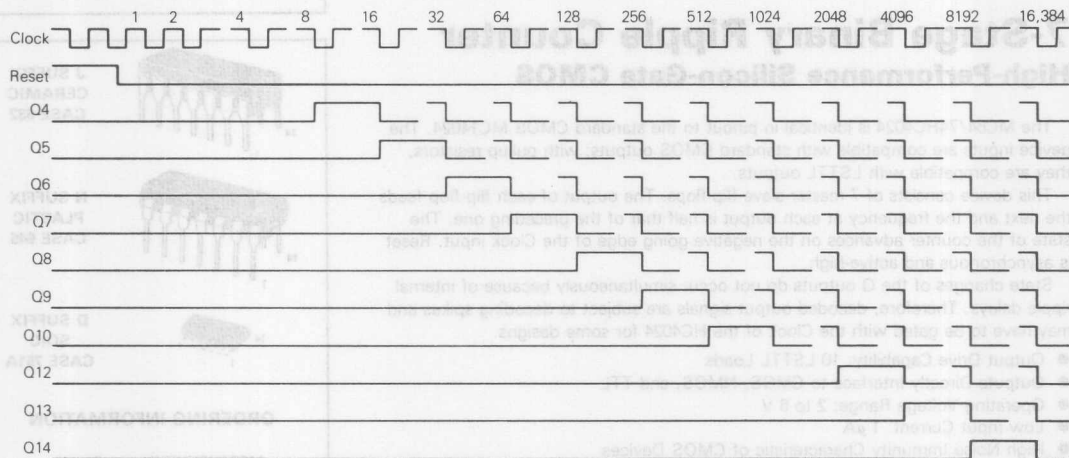 1 2 4 8 16 32 64 128 256 512 1024 2048 4096 8192 16,384
Clock
Reset
Q4
Q5
Q6
Q7
Q8
Q9
Q10
Q12
Q13
Q14
7-Stage Binary Ripple Counter
High-Performance Silicon-Gate CMOS
The MC54/74HC4024 is identical in pinout to the standard CMOS MC14024. The
device inputs are compatible with standard CMOS outputs; with pullup resistors,
they are compatible with LSTTL outputs.
This device consists of 7 master-slave flip-flops. The output of each flip-flop feeds
the next and the frequency at each output is half that of the preceding one. The
state of the counter advances on the negative going edge of the Clock input. Reset
is asynchronous and active-high.
State changes of the Q outputs do not occur simultaneously because of internal
ripple delays. Therefore, decoded output signals are subject to decoding spikes and
may have to be gated with the Clock of the HC4024 for some designs.
• Output Drive Capability: 10 LSTTL Loads
• Outputs Directly Interface to CMOS, NMOS, and TTL
• Operating Voltage Range: 2 to 6 V
• Low Input Current: 1 μA
• High Noise Immunity Characteristic of CMOS Devices
J SUFFIX
CERAMIC
N SUFFIX
PLASTIC
CASE 646
D SUFFIX
SOIC
CASE 751A
ORDERING INFORMATION